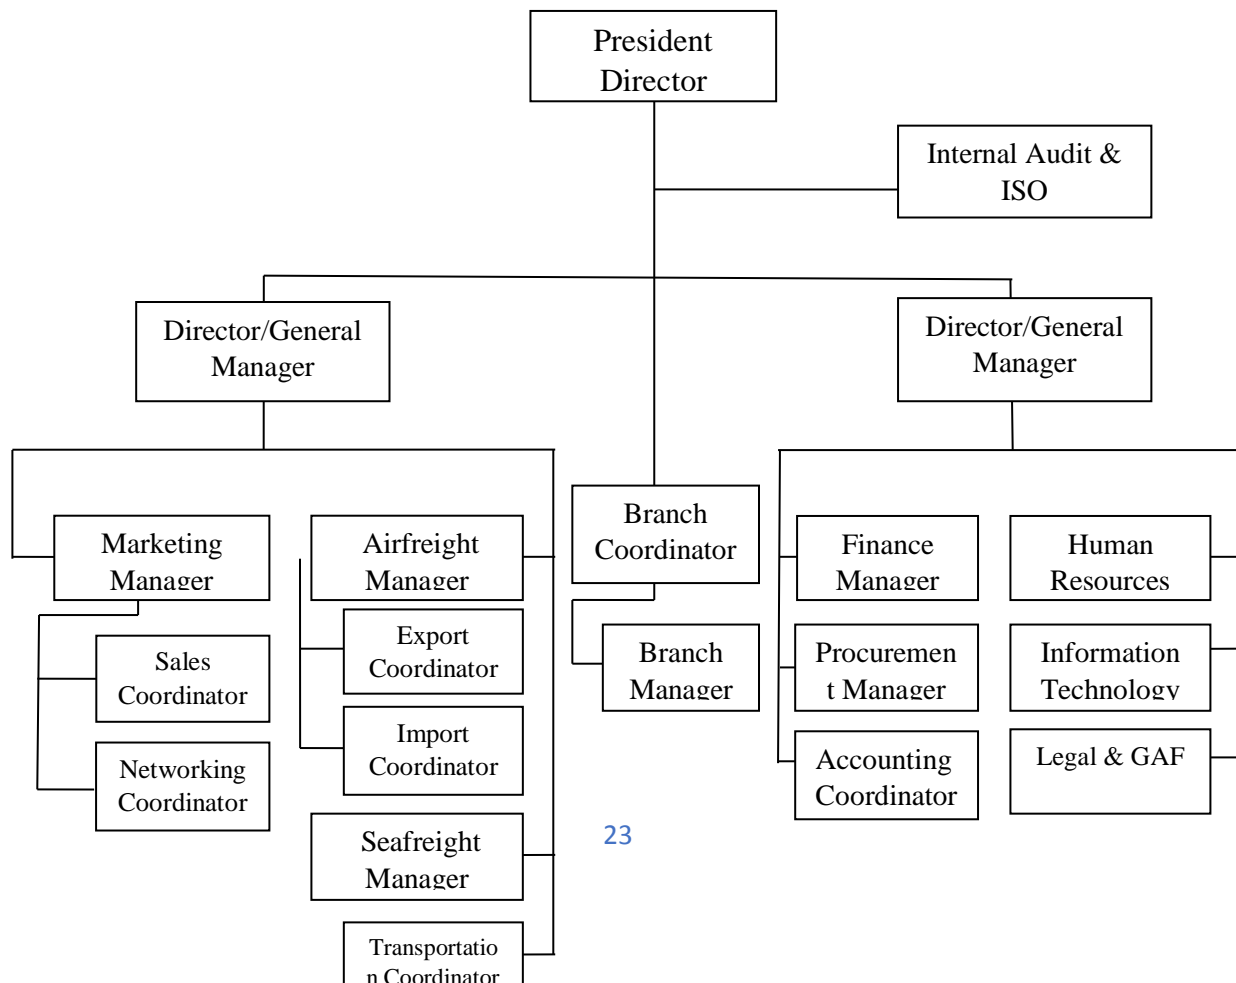 President
Director
Internal Audit &
ISO
Director/General
Manager
Director/General
Manager
Branch
Coordinator
Branch
Manager
Marketing
Manager
Sales
Coordinator
Networking
Coordinator
Airfreight
Manager
Export
Coordinator
Import
Coordinator
Seafreight
Manager
Transportatio
n Coordinator
Finance
Manager
Procuremen
t Manager
Accounting
Coordinator
Human
Resources
Information
Technology
Legal & GAF
23